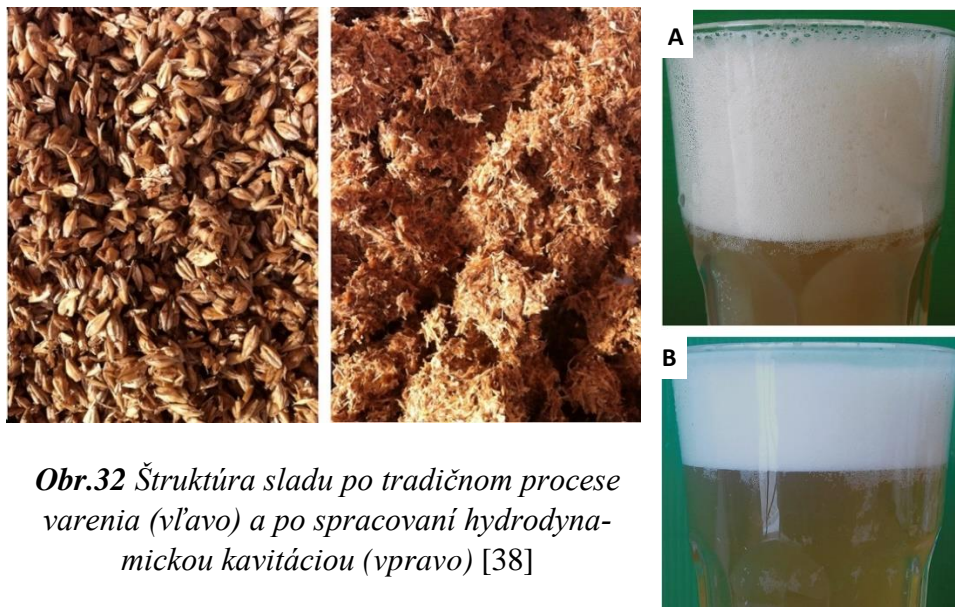 A
B
Obr.32 Štruktúra sladu po tradičnom procese
varenia (vľavo) a po spracovaní hydrodyna-
mickou kavitáciou (vpravo) [38]